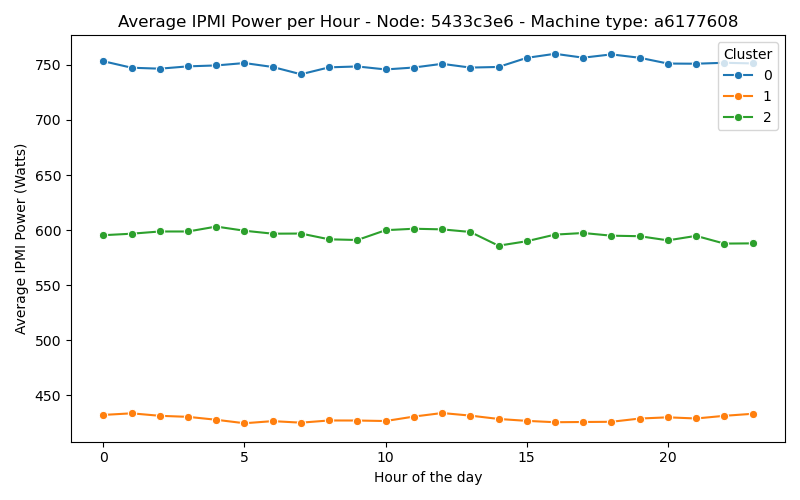 Average IPMI Power per Hour - Node: 5433c3e6 - Machine type: a6177608
Average IPMI Power (Watts)
750
700
650
600
550
500
450
Cluster
0
1
2
0 5 10 15 20
Hour of the day